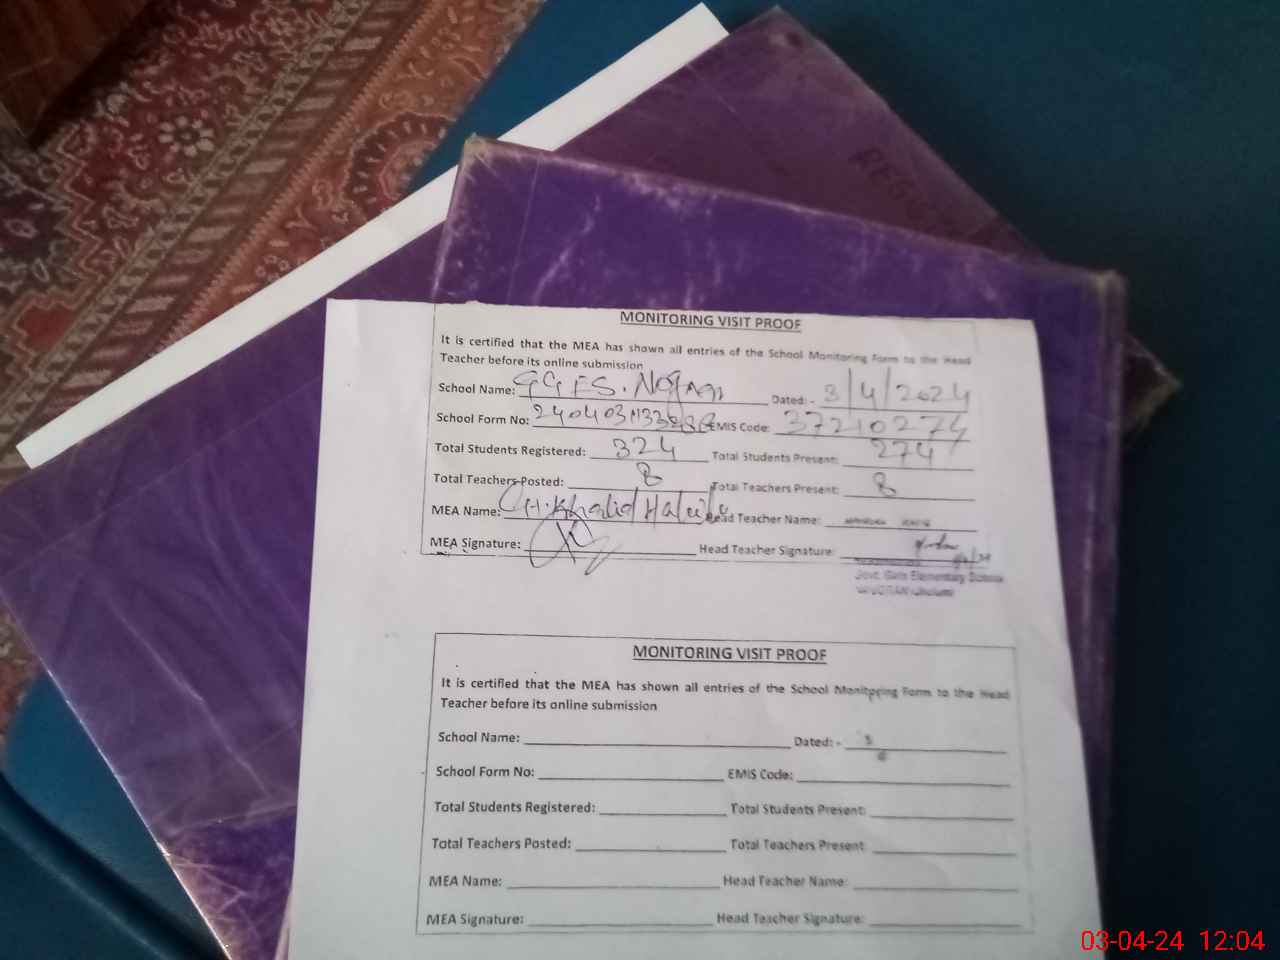 REGI
MONITORING VISIT PROOF
It is certified that the MEA has shown all entries of the School Monitoring Form to the Head
Teacher before its online submission
School Name: GGES. Dated: - 3/4/2024
School Form No: EMIS Code: 37210274
Total Students Registered: 324 Total Students Present: 274
Total Teachers Posted: 8 Total Teachers Present: 8
MEA Name: CH. Khalid Head Teacher Name:
MEA Signature: Head Teacher Signature:
Govt. Girls Elementary School
MONITORING VISIT PROOF
It is certified that the MEA has shown all entries of the School Monitoring Form to the Head
Teacher before its online submission
School Name: Dated: -
School Form No: EMIS Code:
Total Students Registered: Total Students Present:
Total Teachers Posted: Total Teachers Present:
MEA Name: Head Teacher Name:
MEA Signature: Head Teacher Signature:
03-04-24 12:04